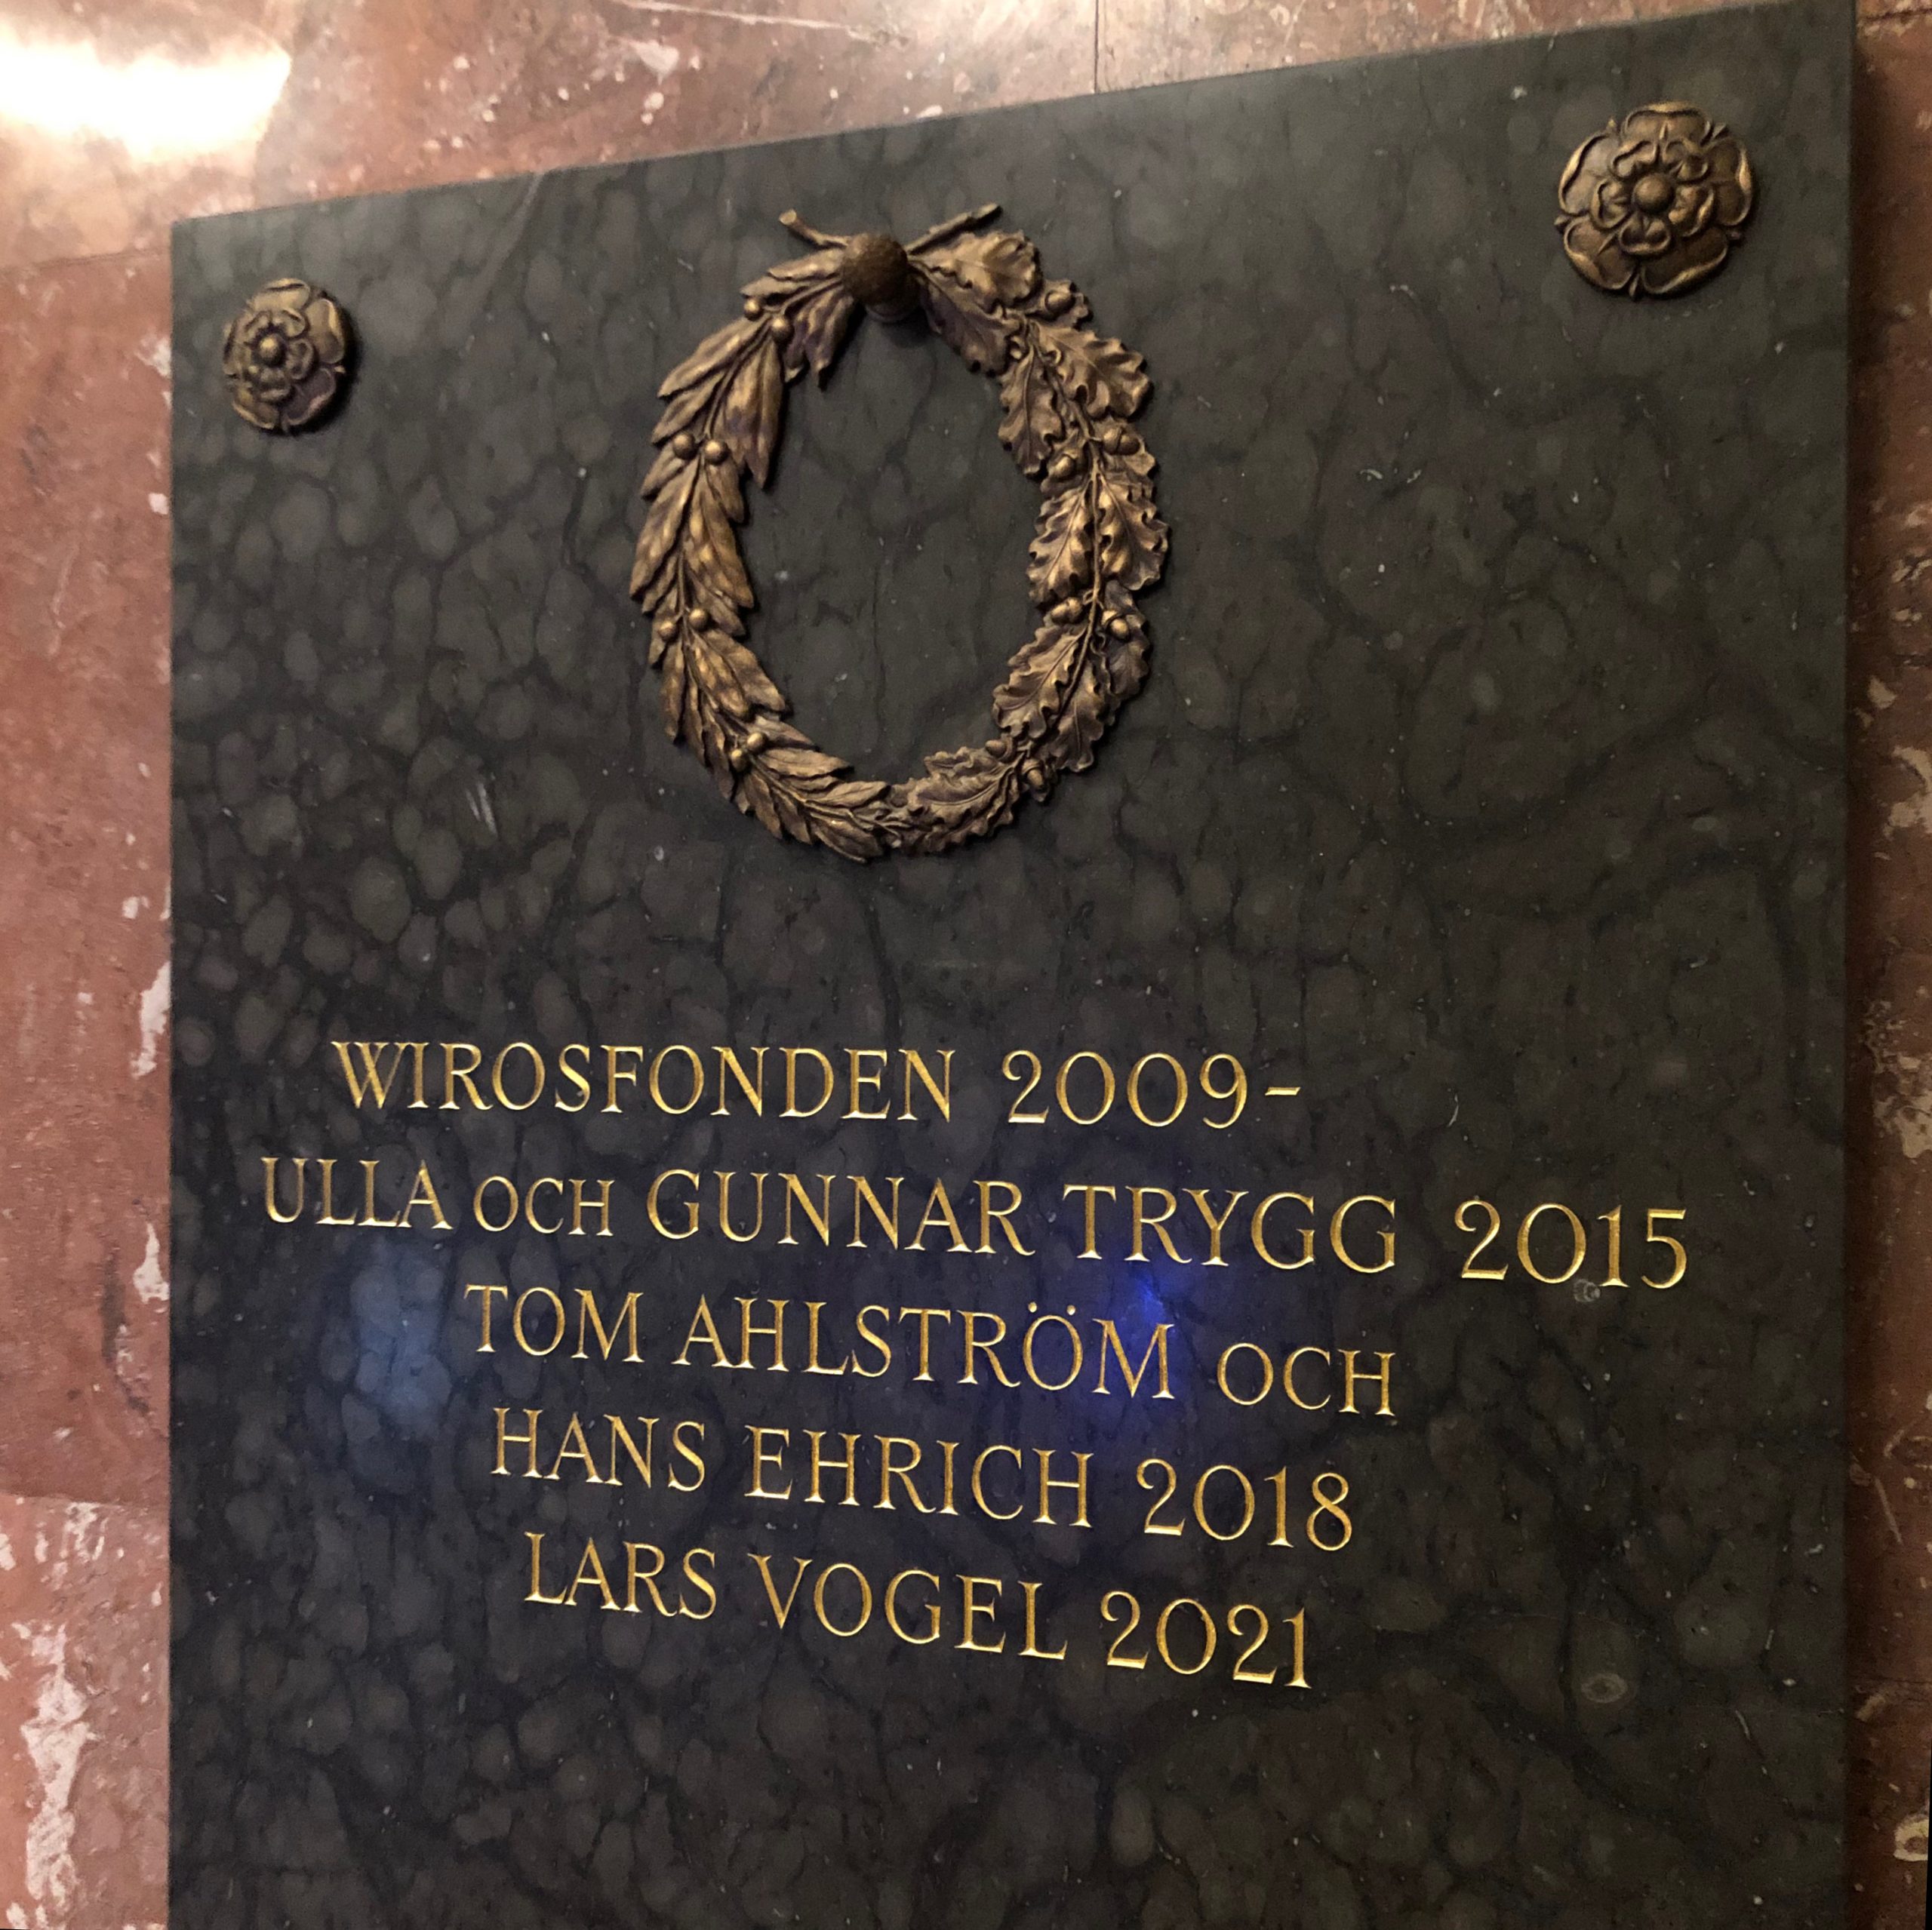 WIROSFONDEN 2009-
ULLA OCH GUNNAR TRYGG 2015
TOM AHLSTRÖM OCH
HANS EHRICH 2018
LARS VOGEL 2021